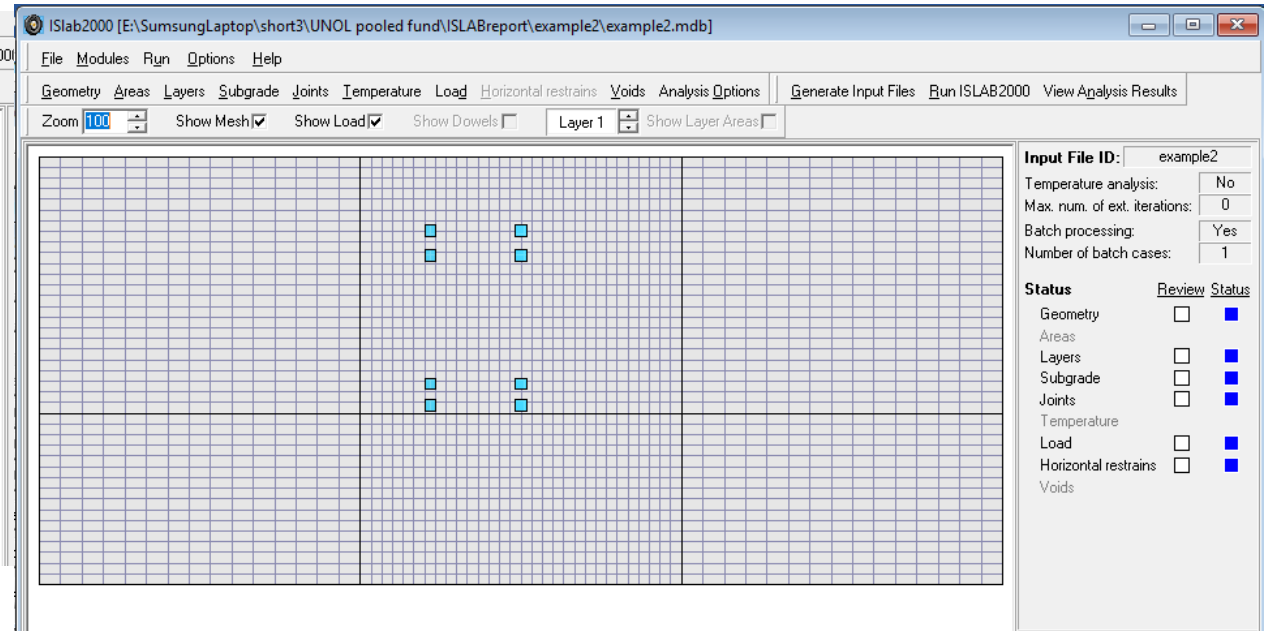 ISlab2000 [E:\SumsungLaptop\short3\UNOL pooled fund\ISLABreport\example2\example2.mdb]
File Modules Run Options Help
Geometry Areas Layers Subgrade Joints Temperature Load Horizontal restrains Voids Analysis Options Generate Input Files Run ISLAB2000 View Analysis Results
Zoom 100 Show Mesh Show Load Show Dowels Layer 1 Show Layer Areas
Input File ID: example2
Temperature analysis: No
Max. num. of ext. iterations: 0
Batch processing: Yes
Number of batch cases: 1
Status Review Status
Geometry
Areas
Layers
Subgrade
Joints
Temperature
Load
Horizontal restrains
Voids